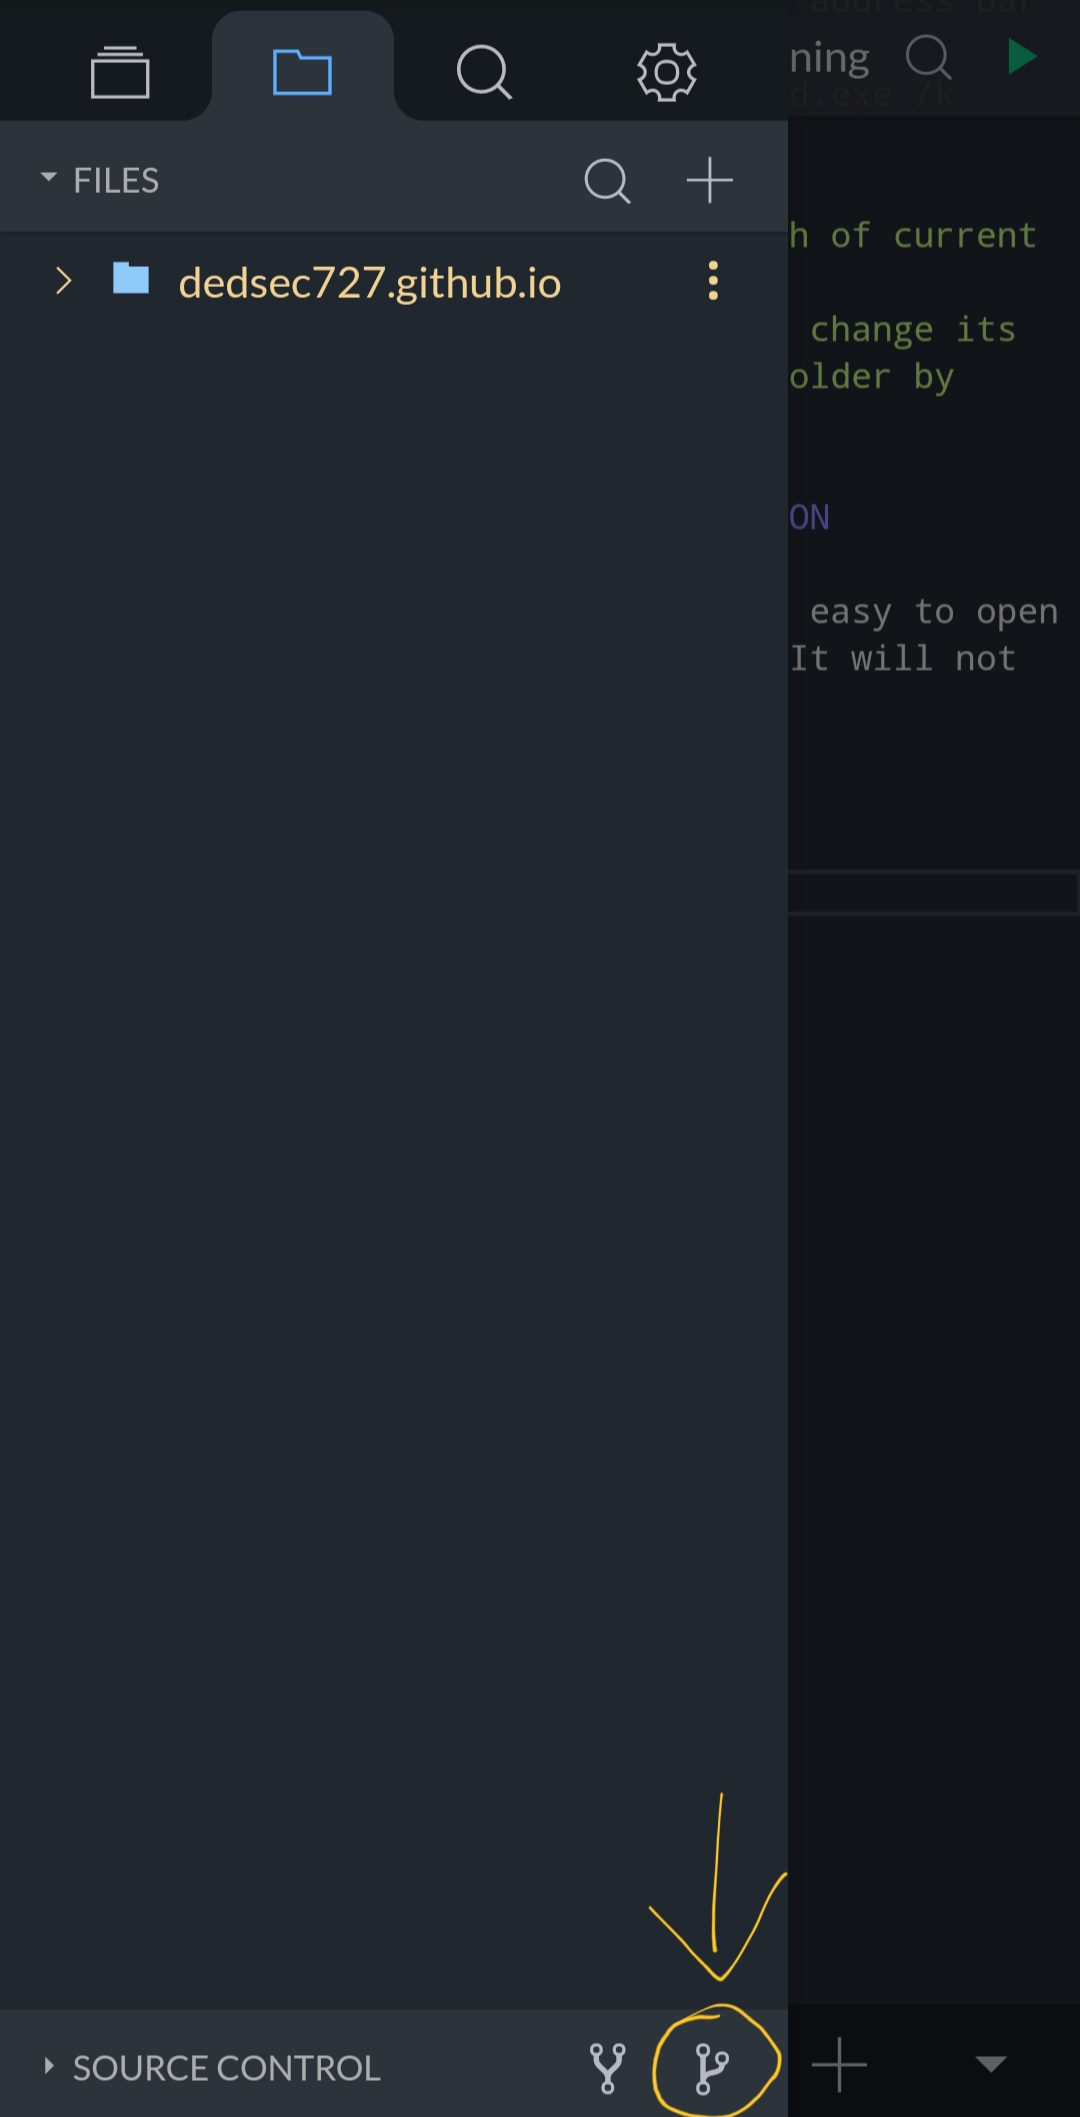 address bar
ning
d.exe /k
FILES
h of current
dedsec727.github.io
change its
older by
ON
easy to open
It will not
SOURCE CONTROL